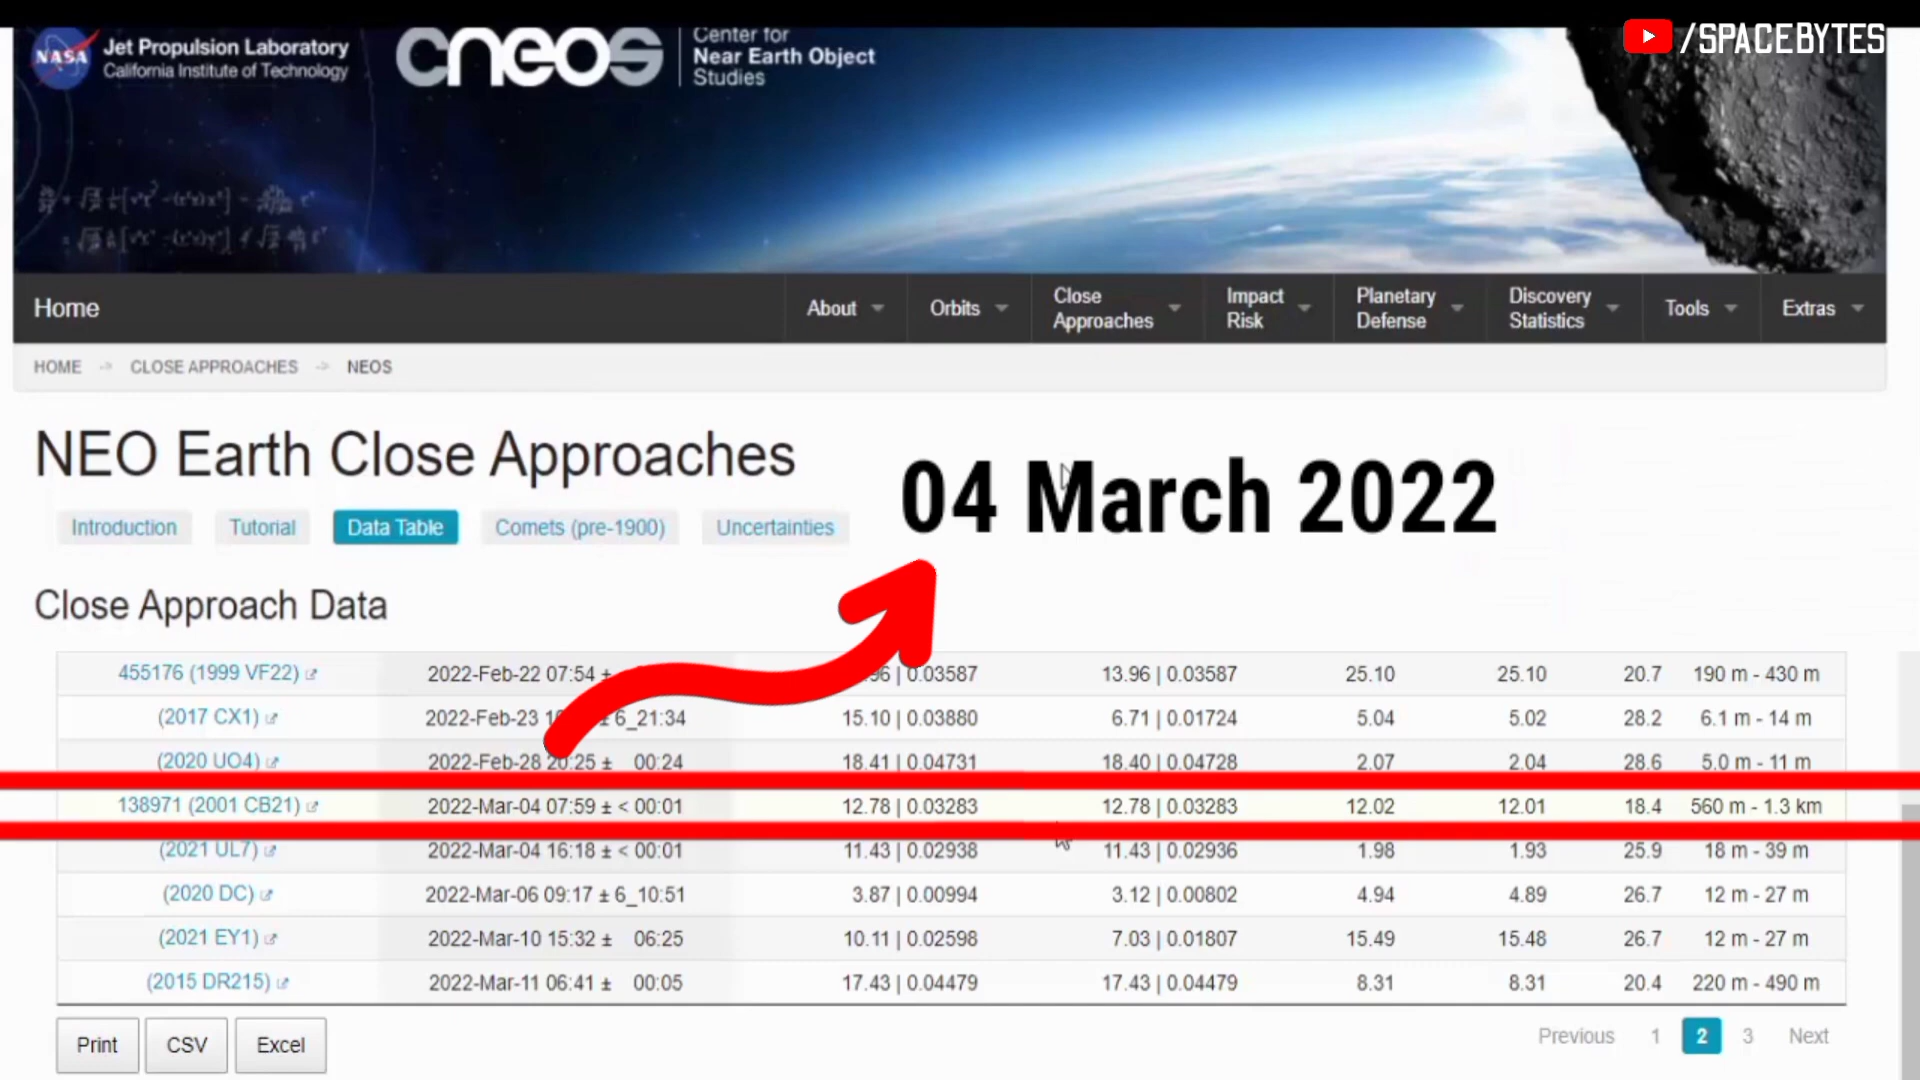 /SPACEBYTES
NASA
Jet Propulsion Laboratory
California Institute of Technology
cneos
Center for
Near Earth Object
Studies
Home
About
Orbits
Close
Approaches
Impact
Risk
Planetary
Defense
Discovery
Statistics
Tools
Extras
HOME -> CLOSE APPROACHES -> NEOS
NEO Earth Close Approaches
04 March 2022
Introduction Tutorial Data Table Comets (pre-1900) Uncertainties
Close Approach Data
455176 (1999 VF22) 2022-Feb-22 07:54 ± | 0.03587 13.96 | 0.03587 25.10 25.10 20.7 190 m - 430 m
(2017 CX1) 2022-Feb-23 ± 6_21:34 15.10 | 0.03880 6.71 | 0.01724 5.04 5.02 28.2 6.1 m - 14 m
(2020 UO4) 2022-Feb-28 20:25 ± 00:24 18.41 | 0.04731 18.40 | 0.04728 2.07 2.04 28.6 5.0 m - 11 m
138971 (2001 CB21) 2022-Mar-04 07:59 ± < 00:01 12.78 | 0.03283 12.78 | 0.03283 12.02 12.01 18.4 560 m - 1.3 km
(2021 UL7) 2022-Mar-04 16:18 ± < 00:01 11.43 | 0.02938 11.43 | 0.02936 1.98 1.93 25.9 18 m - 39 m
(2020 DC) 2022-Mar-06 09:17 ± 6_10:51 3.87 | 0.00994 3.12 | 0.00802 4.94 4.89 26.7 12 m - 27 m
(2021 EY1) 2022-Mar-10 15:32 ± 06:25 10.11 | 0.02598 7.03 | 0.01807 15.49 15.48 26.7 12 m - 27 m
(2015 DR215) 2022-Mar-11 06:41 ± 00:05 17.43 | 0.04479 17.43 | 0.04479 8.31 8.31 20.4 220 m - 490 m
Print CSV Excel
Previous 1 2 3 Next